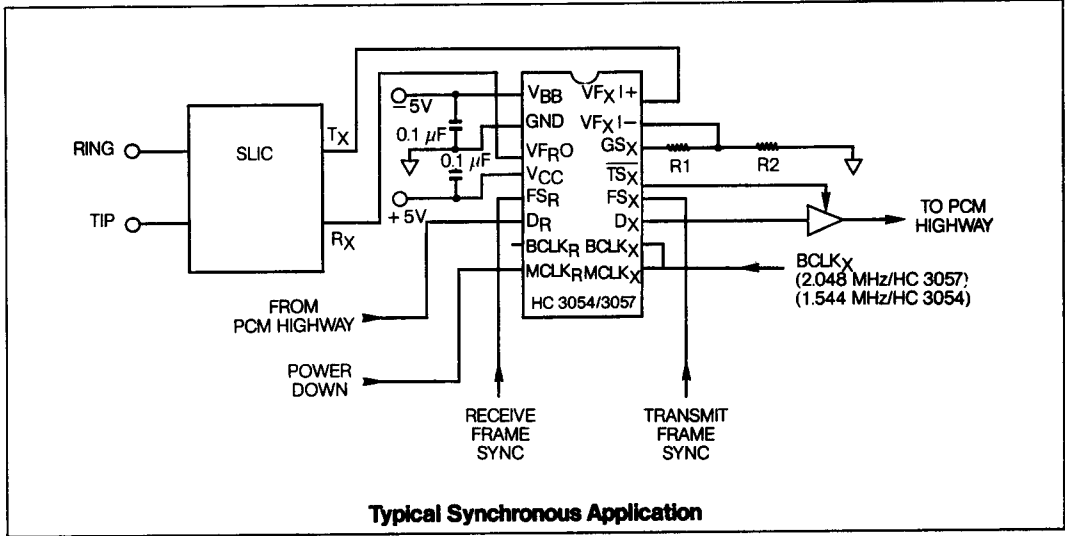 RING
TIP
SLIC
TX
RX
−5V
0.1 µF
0.1 µF
+5V
VBB
GND
VFRO
VCC
FSR
DR
BCLKR
MCLKR
VFXI+
VFXI−
GSX
TSX
FSX
DX
BCLKX
MCLKX
HC 3054/3057
R1
R2
TO PCM
HIGHWAY
BCLKX
(2.048 MHz/HC 3057)
(1.544 MHz/HC 3054)
FROM
PCM HIGHWAY
POWER
DOWN
RECEIVE
FRAME
SYNC
TRANSMIT
FRAME
SYNC
Typical Synchronous Application